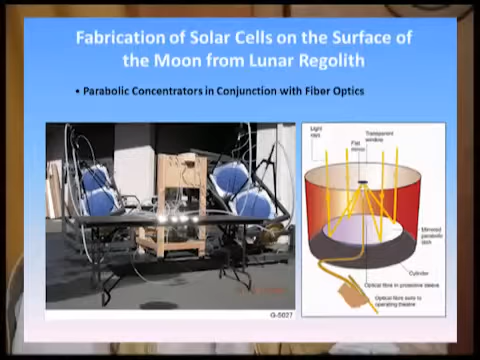 Fabrication of Solar Cells on the Surface of
the Moon from Lunar Regolith
• Parabolic Concentrators in Conjunction with Fiber Optics
Light
rays
Transparent
window
Flat
mirror
Mirrored
parabolic
dish
Cylinder
Optical fibre in protective sleeve
Optical fibre exits to
operating theatre
G-5027